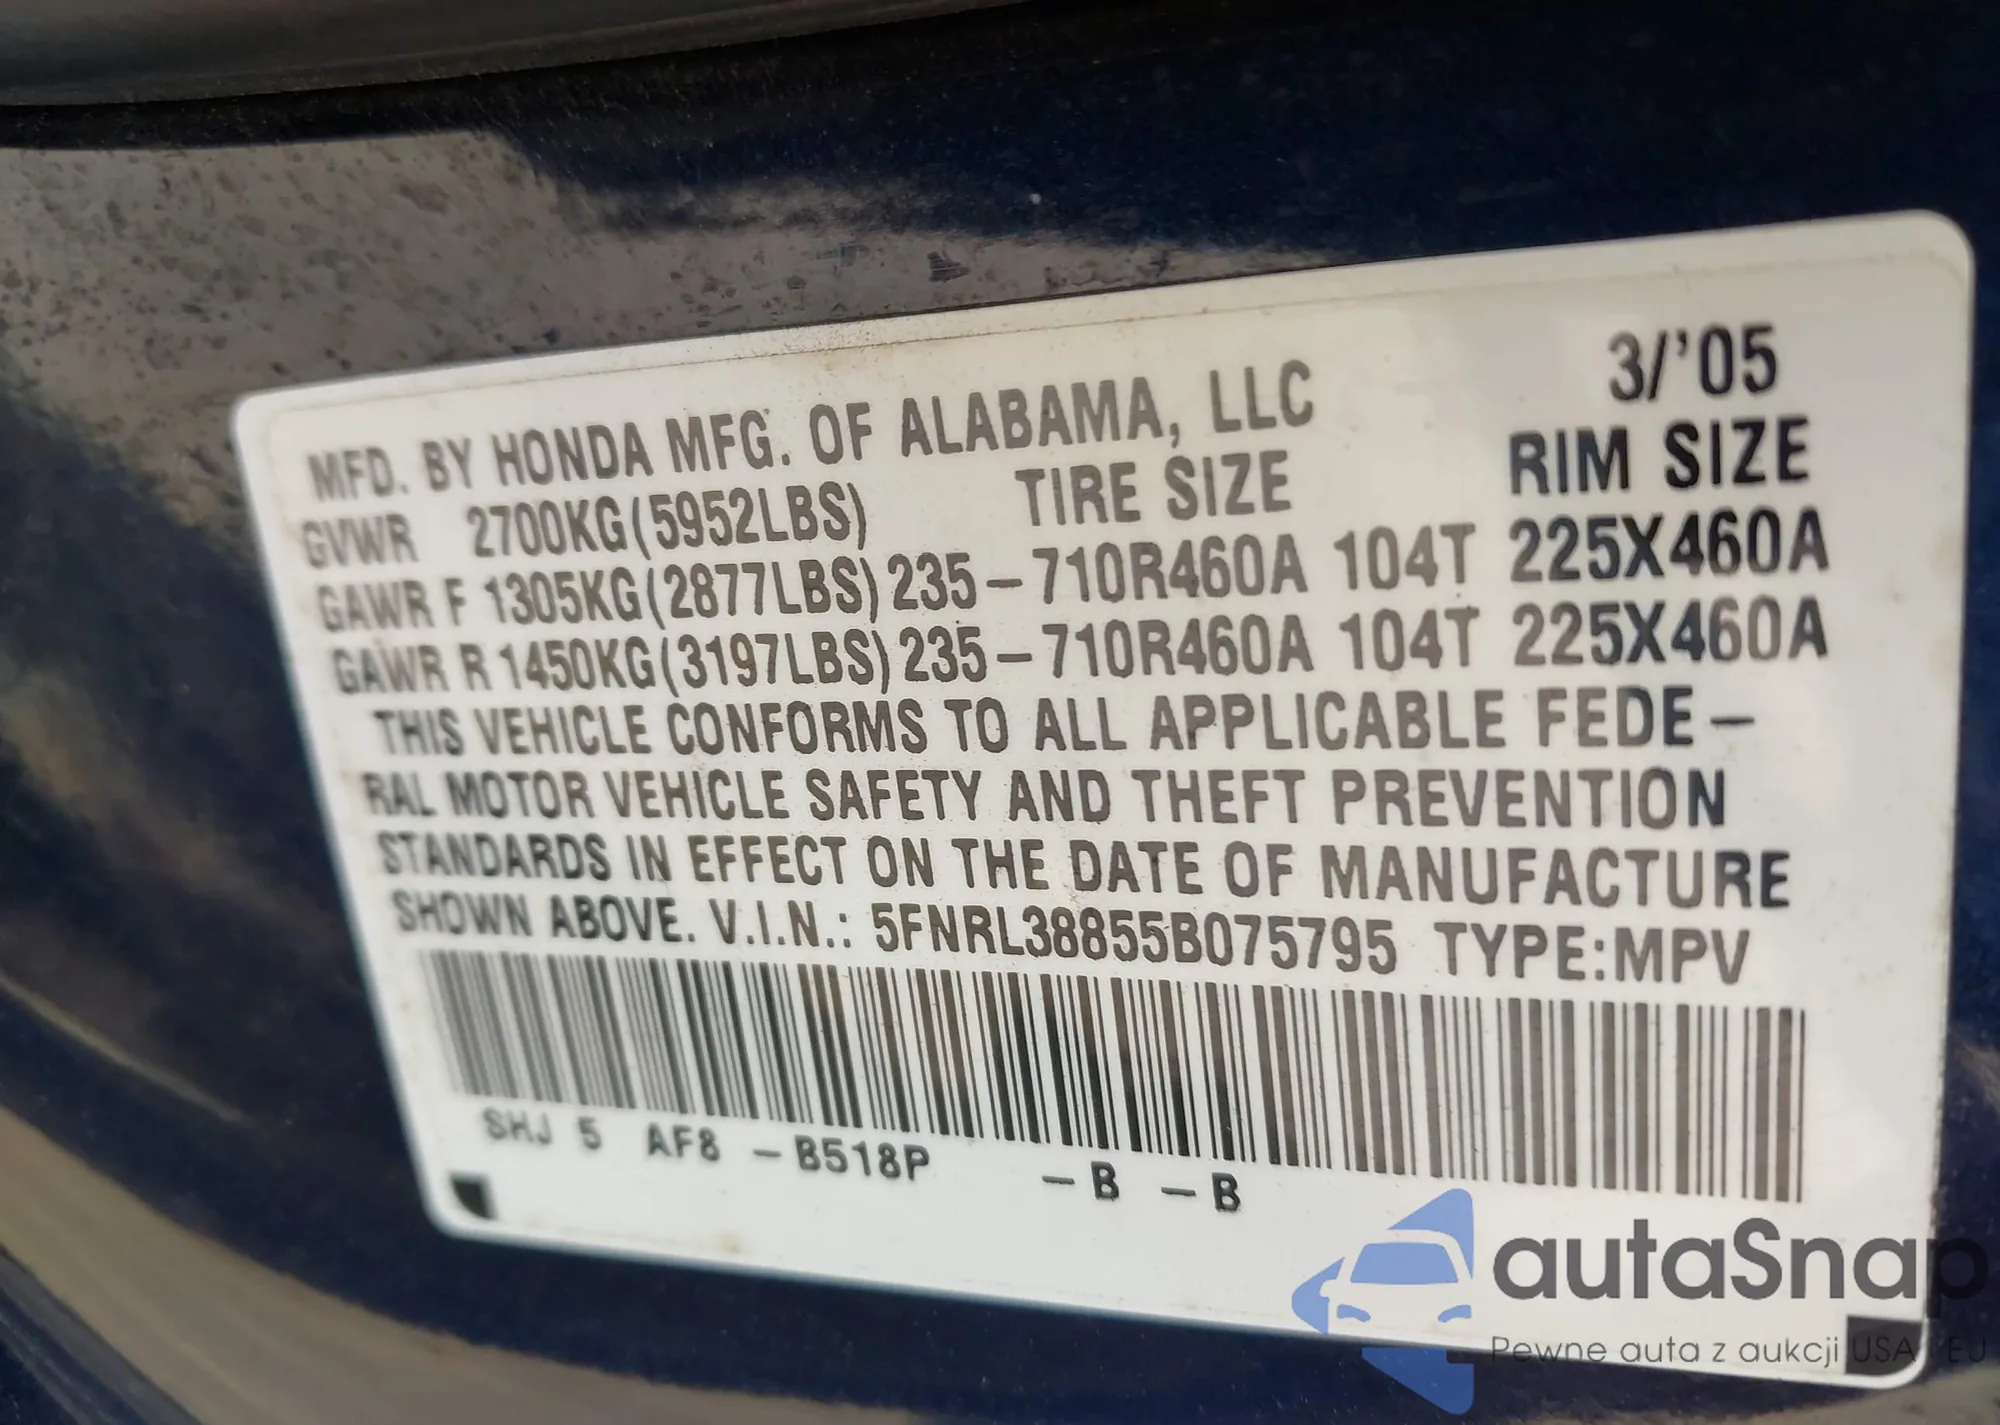 3/'05
MFD. BY HONDA MFG. OF ALABAMA, LLC
GVWR 2700KG(5952LBS) TIRE SIZE RIM SIZE
GAWR F 1305KG(2877LBS) 235-710R460A 104T 225X460A
GAWR R 1450KG(3197LBS) 235-710R460A 104T 225X460A
THIS VEHICLE CONFORMS TO ALL APPLICABLE FEDE-
RAL MOTOR VEHICLE SAFETY AND THEFT PREVENTION
STANDARDS IN EFFECT ON THE DATE OF MANUFACTURE
SHOWN ABOVE. V.I.N.: 5FNRL38855B075795 TYPE:MPV
SHJ 5 AF8 -B518P -B -B
autaSnap
Pewne auta z aukcji USA i EU